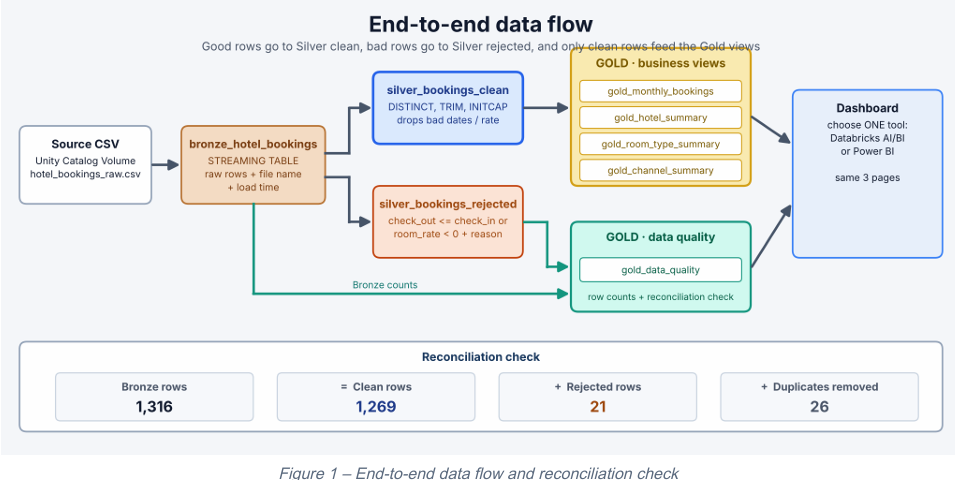 End-to-end data flow
Good rows go to Silver clean, bad rows go to Silver rejected, and only clean rows feed the Gold views
Source CSV
Unity Catalog Volume
hotel_bookings_raw.csv
bronze_hotel_bookings
STREAMING TABLE
raw rows + file name
+ load time
silver_bookings_clean
DISTINCT, TRIM, INITCAP
drops bad dates / rate
silver_bookings_rejected
check_out <= check_in or
room_rate < 0 + reason
GOLD · business views
gold_monthly_bookings
gold_hotel_summary
gold_room_type_summary
gold_channel_summary
GOLD · data quality
gold_data_quality
row counts + reconciliation check
Bronze counts
Dashboard
choose ONE tool:
Databricks AI/BI
or Power BI
same 3 pages
Reconciliation check
Bronze rows
1,316
= Clean rows
1,269
+ Rejected rows
21
+ Duplicates removed
26
Figure 1 – End-to-end data flow and reconciliation check